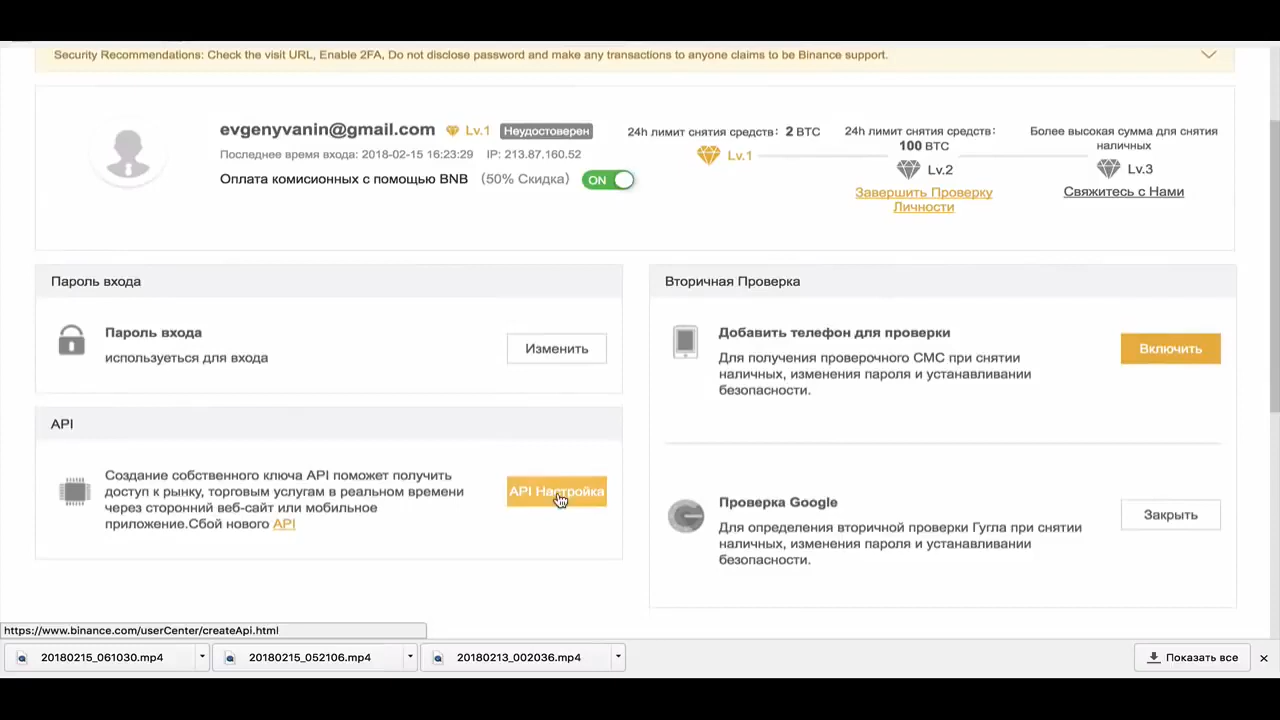 Security Recommendations: Check the visit URL, Enable 2FA, Do not disclose password and make any transactions to anyone claims to be Binance support.
evgenyvanin@gmail.com Lv.1 Неудостоверен
Последнее время входа: 2018-02-15 16:23:29 IP: 213.87.160.52
Оплата комисионных с помощью BNB (50% Скидка) ON
24h лимит снятия средств: 2 BTC
Lv.1
24h лимит снятия средств:
100 BTC
Lv.2
Завершить Проверку
Личности
Более высокая сумма для снятия
наличных
Lv.3
Свяжитесь с Нами
Пароль входа
Пароль входа
используеться для входа
Изменить
API
Создание собственного ключа API поможет получить
доступ к рынку, торговым услугам в реальном времени
через сторонний веб-сайт или мобильное
приложение.Сбой нового API
API Настройка
Вторичная Проверка
Добавить телефон для проверки
Для получения проверочного СМС при снятии
наличных, изменения пароля и устанавливании
безопасности.
Включить
Проверка Google
Для определения вторичной проверки Гугла при снятии
наличных, изменения пароля и устанавливании
безопасности.
Закрыть
https://www.binance.com/userCenter/createApi.html
20180215_061030.mp4 20180215_052106.mp4 20180213_002036.mp4 Показать все